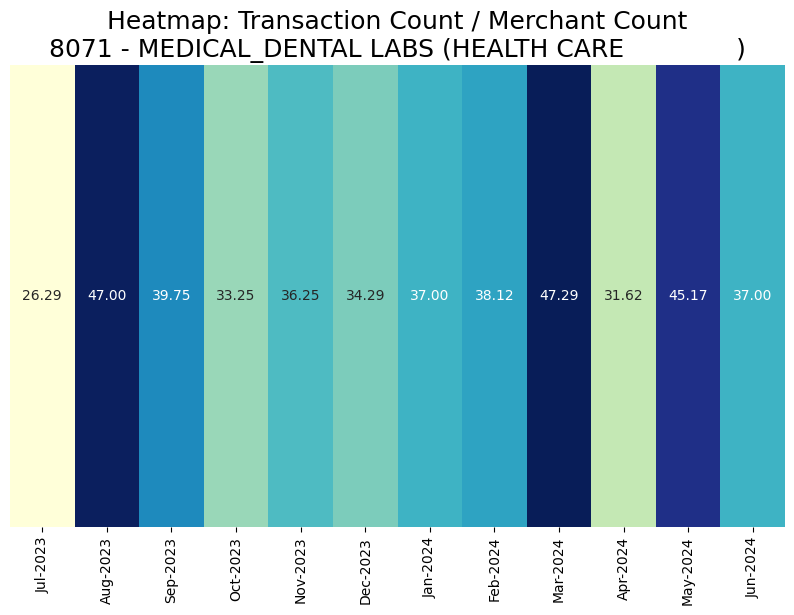 Heatmap: Transaction Count / Merchant Count
8071 - MEDICAL_DENTAL LABS (HEALTH CARE              )
26.29 47.00 39.75 33.25 36.25 34.29 37.00 38.12 47.29 31.62 45.17 37.00
Jul-2023 Aug-2023 Sep-2023 Oct-2023 Nov-2023 Dec-2023 Jan-2024 Feb-2024 Mar-2024 Apr-2024 May-2024 Jun-2024